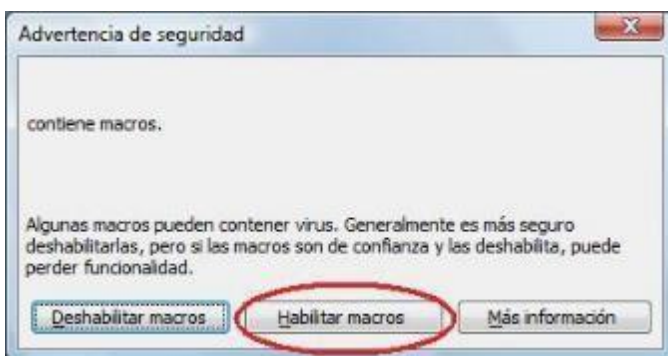 Advertencia de seguridad
contiene macros.
Algunas macros pueden contener virus. Generalmente es más seguro
deshabilitarlas, pero si las macros son de confianza y las deshabilita, puede
perder funcionalidad.
Deshabilitar macros Habilitar macros Más información